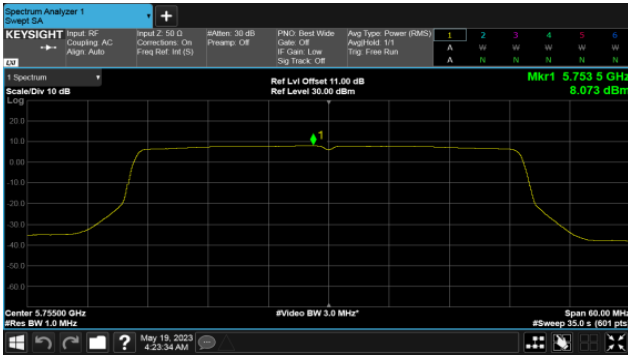 Spectrum Analyzer 1
Swept SA
+
KEYSIGHT Input: RF Input Z: 50 Ω #Atten: 30 dB PNO: Best Wide Avg Type: Power (RMS) 1 2 3 4 5 6
Coupling: AC Corrections: On Preamp: Off Gate: Off Avg|Hold: 1/1 A W W W W W
Align: Auto Freq Ref: Int (S) IF Gain: Low Trig: Free Run
Sig Track: Off A N N N N N
LXI
1 Spectrum
Ref Lvl Offset 11.00 dB Mkr1 5.753 5 GHz
Scale/Div 10 dB Ref Level 30.00 dBm 8.073 dBm
Log
20.0
1
10.0
0.00
-10.0
-20.0
-30.0
-40.0
-50.0
-60.0
Center 5.75500 GHz #Video BW 3.0 MHz* Span 60.00 MHz
#Res BW 1.0 MHz #Sweep 35.0 s (601 pts)
? May 19, 2023
4:23:34 AM